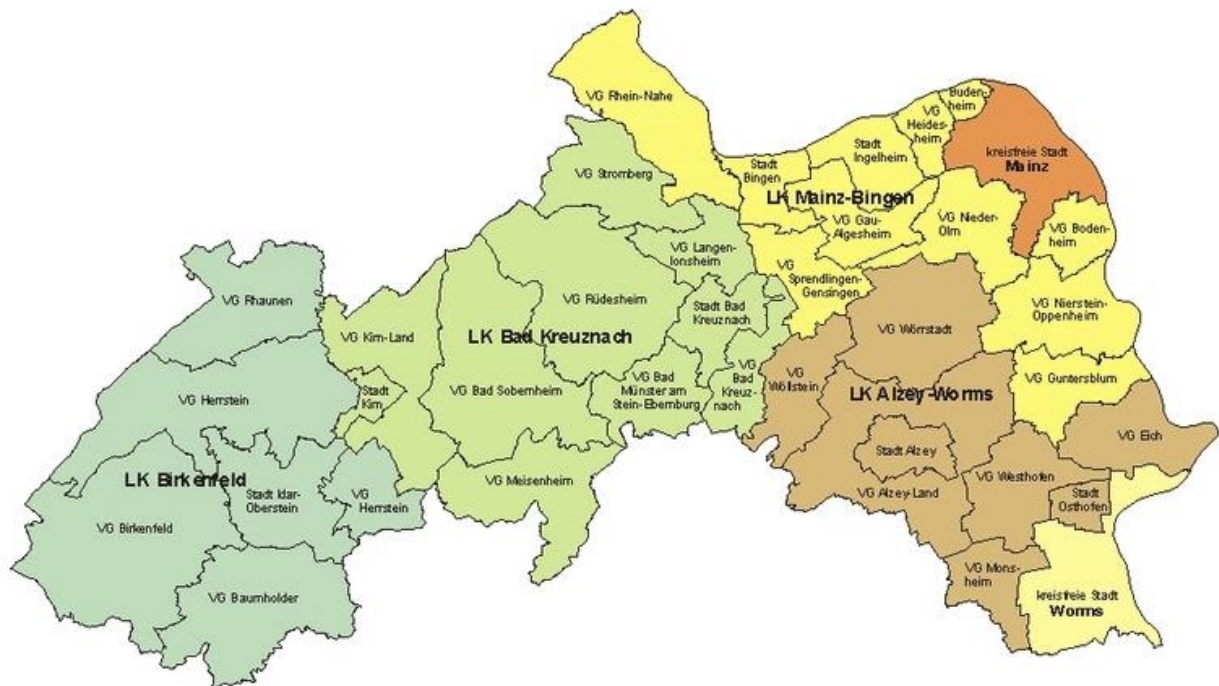 VG Rhein-Nahe
Buden-
heim
VG
Heides-
heim
Stadt
Ingelheim
kreisfreie Stadt
Mainz
Stadt
Bingen
VG Stromberg
LK Mainz-Bingen
VG Gau-
Algesheim
VG Nieder-
Olm
VG Boden-
heim
VG Langen-
lonsheim
VG
Sprendlingen-
Gensingen
VG Rhaunen
VG Rüdesheim
Stadt Bad
Kreuznach
VG Nierstein-
Oppenheim
VG Kirn-Land
LK Bad Kreuznach
VG Wörrstadt
VG
Wöllstein
VG
Bad
Kreuz-
nach
VG Guntersblum
VG Herrstein
Stadt
Kirn
VG Bad Sobernheim
VG Bad
Münster am
Stein-Ebernburg
LK Alzey-Worms
VG Eich
Stadt Alzey
LK Birkenfeld
Stadt Idar-
Oberstein
VG
Herrstein
VG Meisenheim
VG Westhofen
VG Alzey-Land
Stadt
Osthofen
VG Birkenfeld
VG Mons-
heim
VG Baumholder
kreisfreie Stadt
Worms